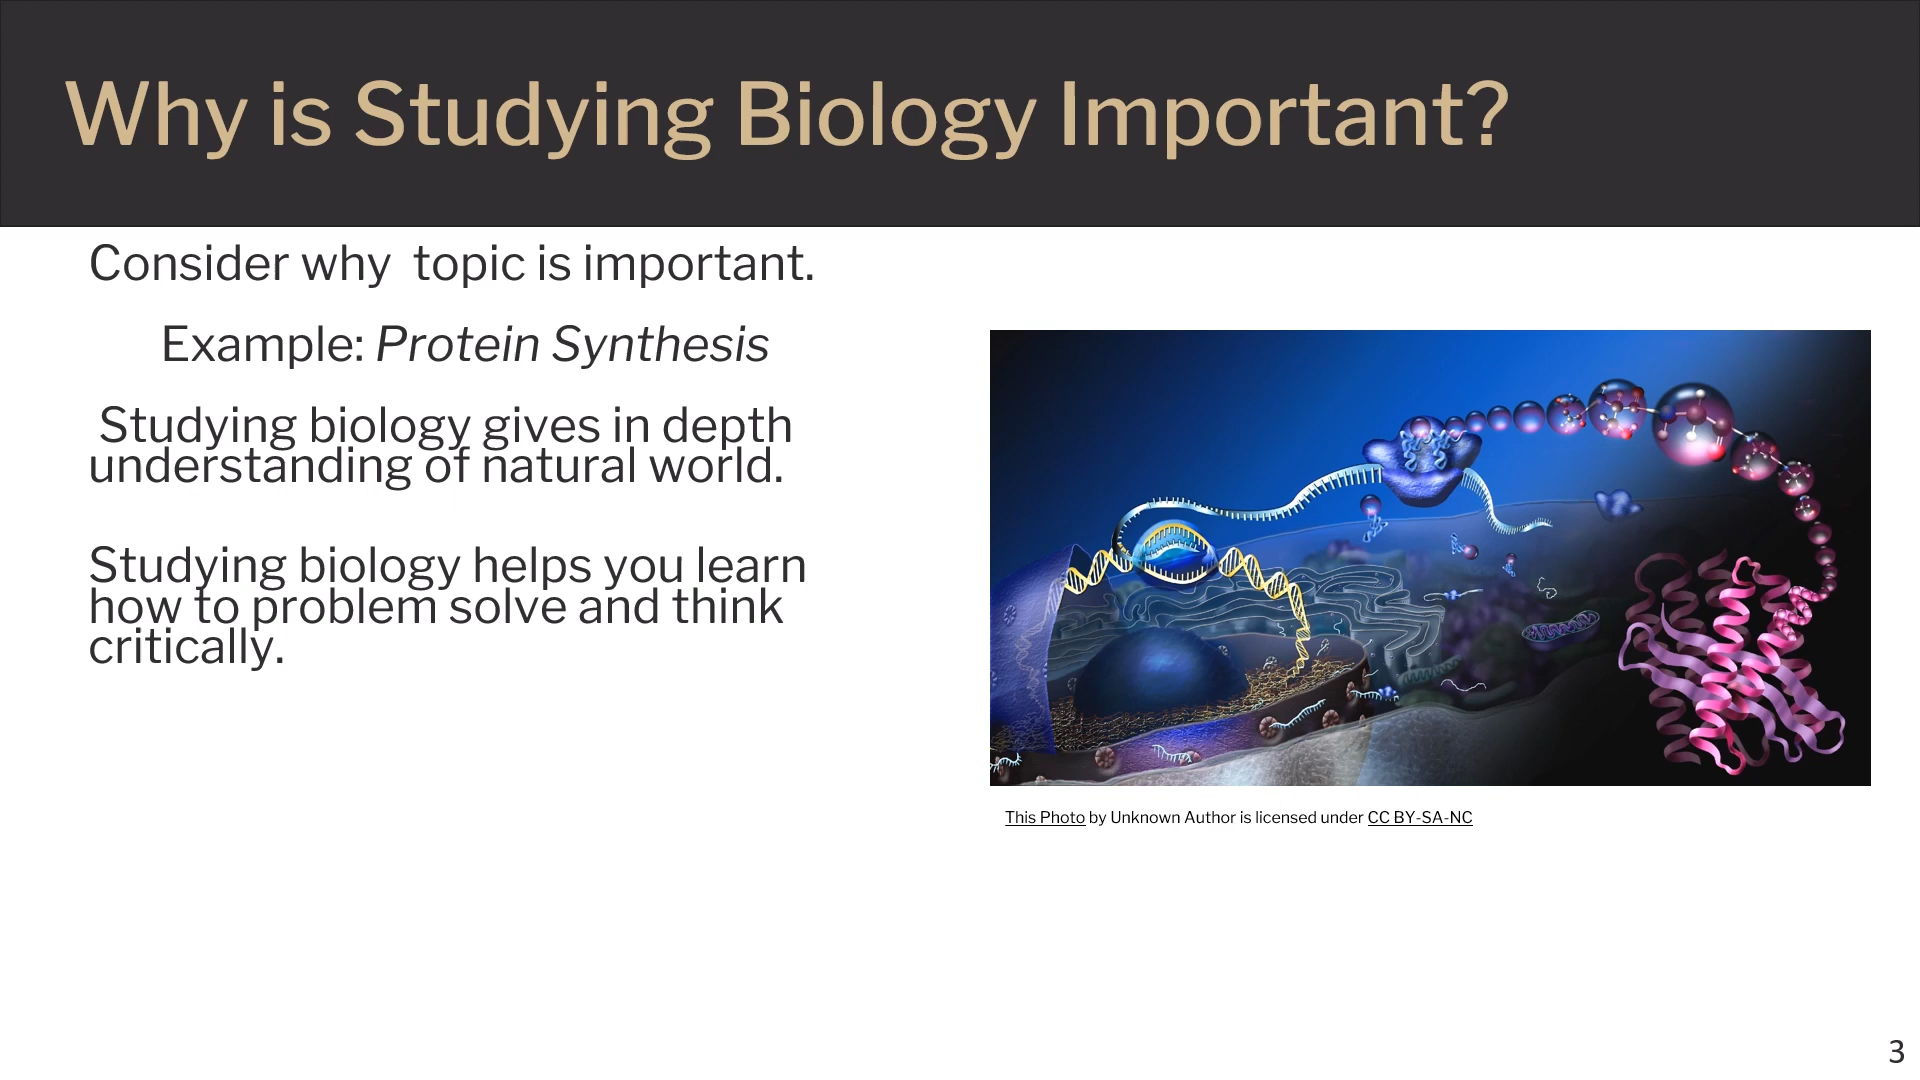 Why is Studying Biology Important?
Consider why  topic is important.
Example: Protein Synthesis
Studying biology gives in depth
understanding of natural world.
Studying biology helps you learn
how to problem solve and think
critically.
This Photo by Unknown Author is licensed under CC BY-SA-NC
3